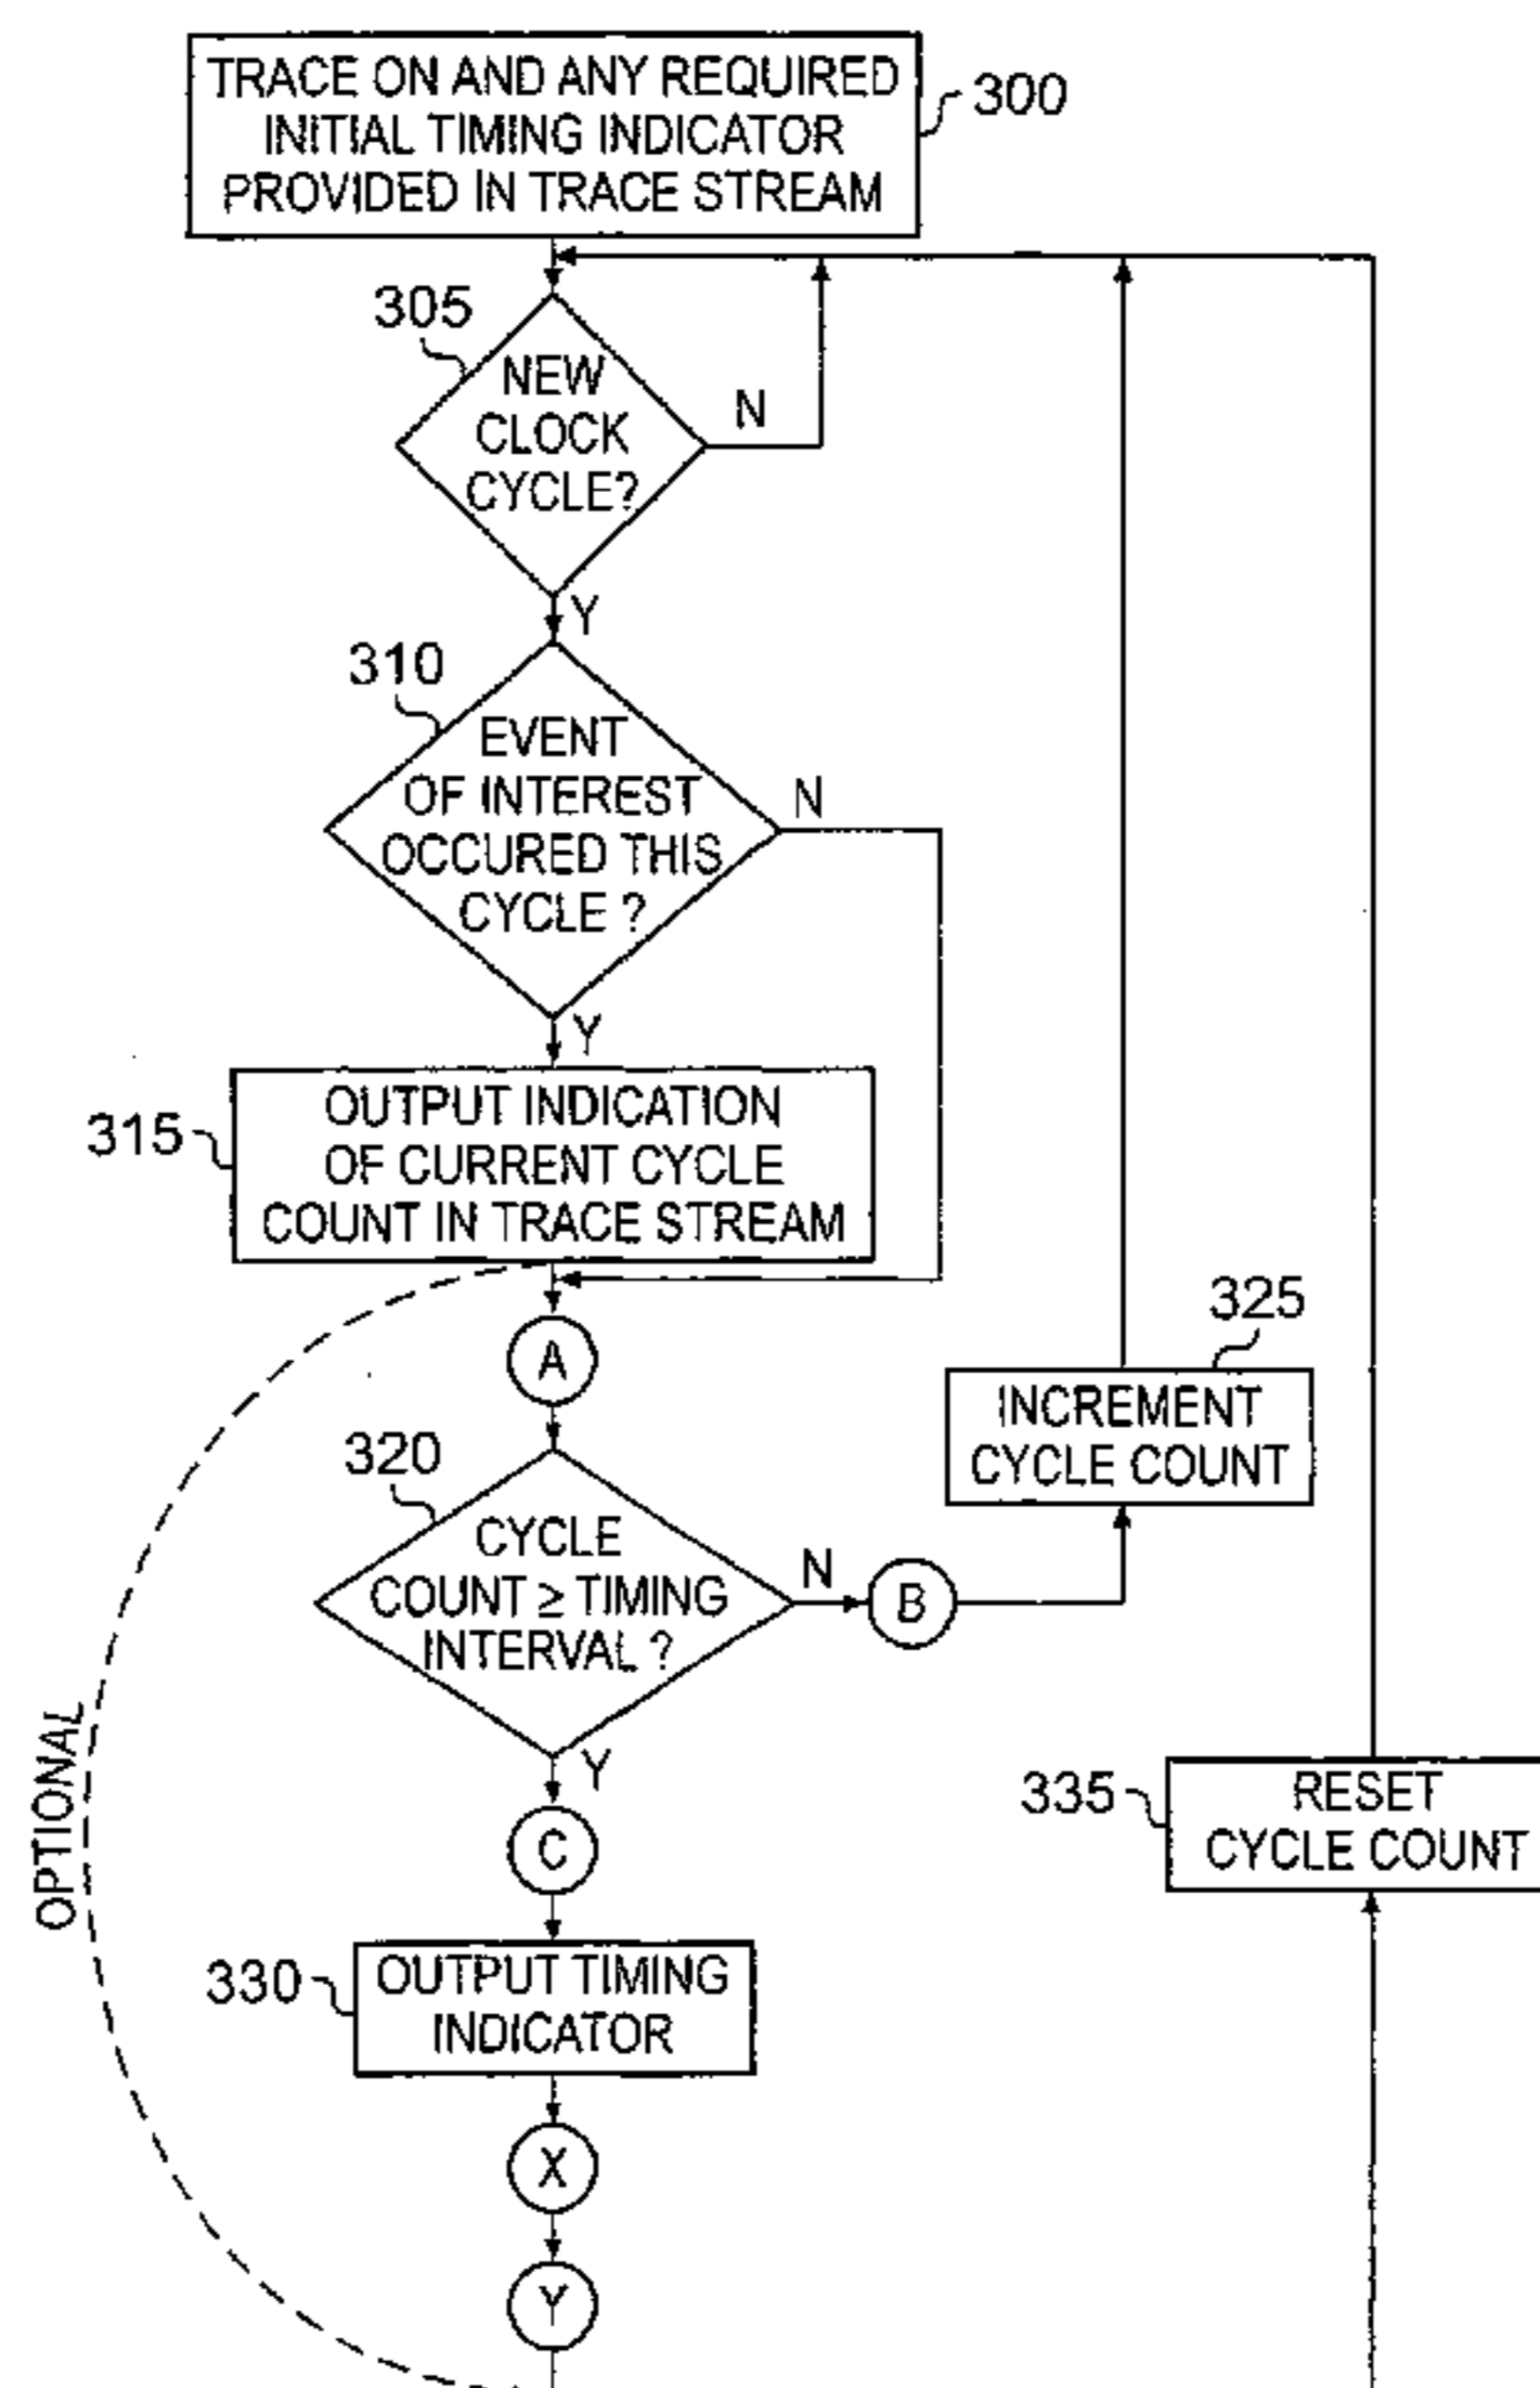 TRACE ON AND ANY REQUIRED
INITIAL TIMING INDICATOR
PROVIDED IN TRACE STREAM
300
305
NEW
CLOCK
CYCLE?
N
Y
310
EVENT
OF INTEREST
OCCURED THIS
CYCLE ?
N
Y
315
OUTPUT INDICATION
OF CURRENT CYCLE
COUNT IN TRACE STREAM
A
325
INCREMENT
CYCLE COUNT
320
CYCLE
COUNT ≥ TIMING
INTERVAL ?
N
B
Y
OPTIONAL
C
335
RESET
CYCLE COUNT
330
OUTPUT TIMING
INDICATOR
X
Y